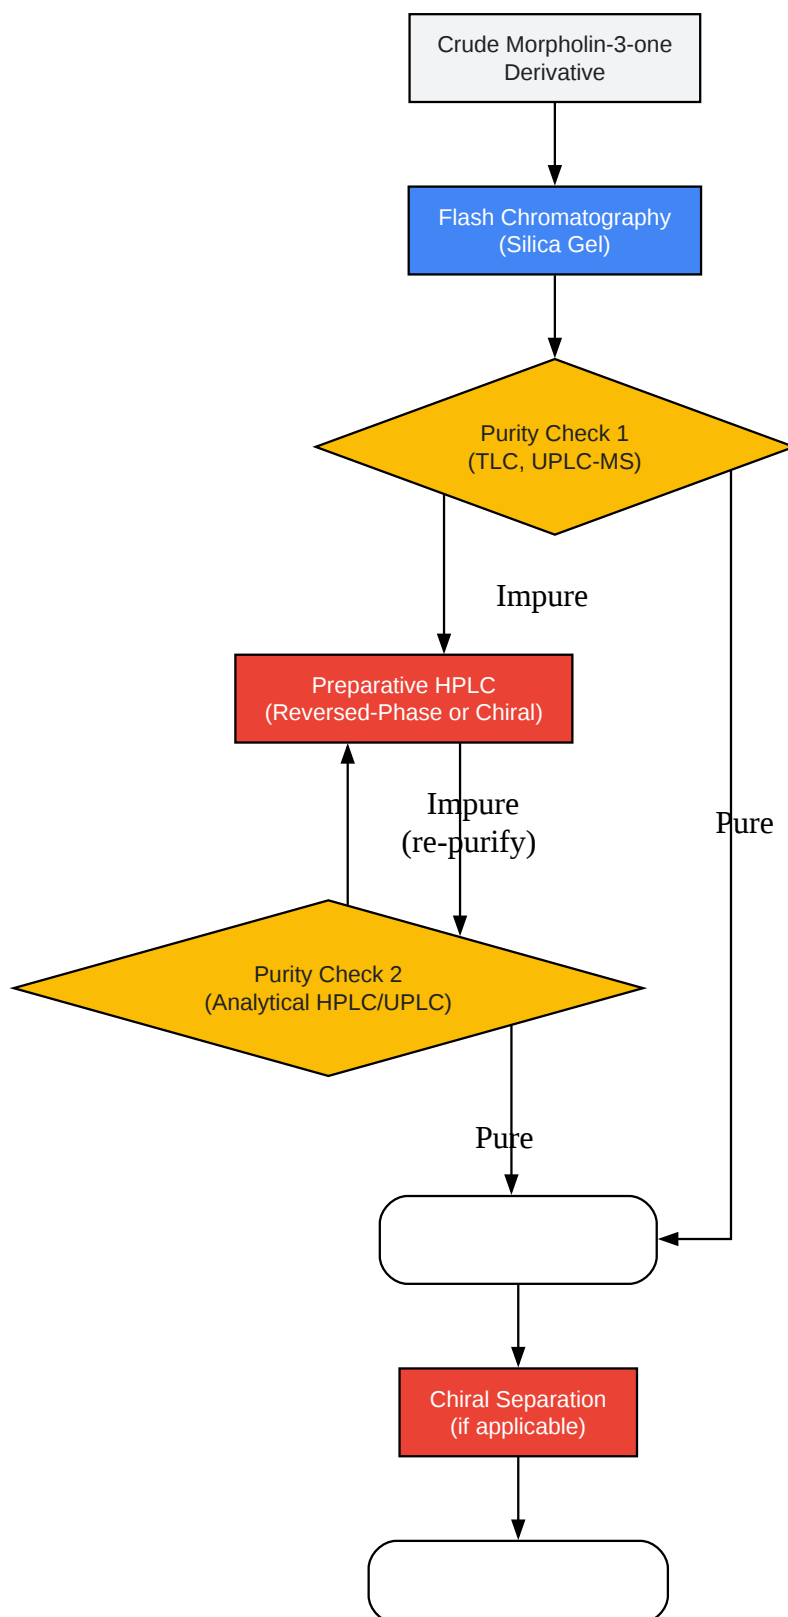 Crude Morpholin-3-one
Derivative
Flash Chromatography
(Silica Gel)
Purity Check 1
(TLC, UPLC-MS)
Impure
Preparative HPLC
(Reversed-Phase or Chiral)
Impure
(re-purify)
Pure
Purity Check 2
(Analytical HPLC/UPLC)
Pure
Chiral Separation
(if applicable)